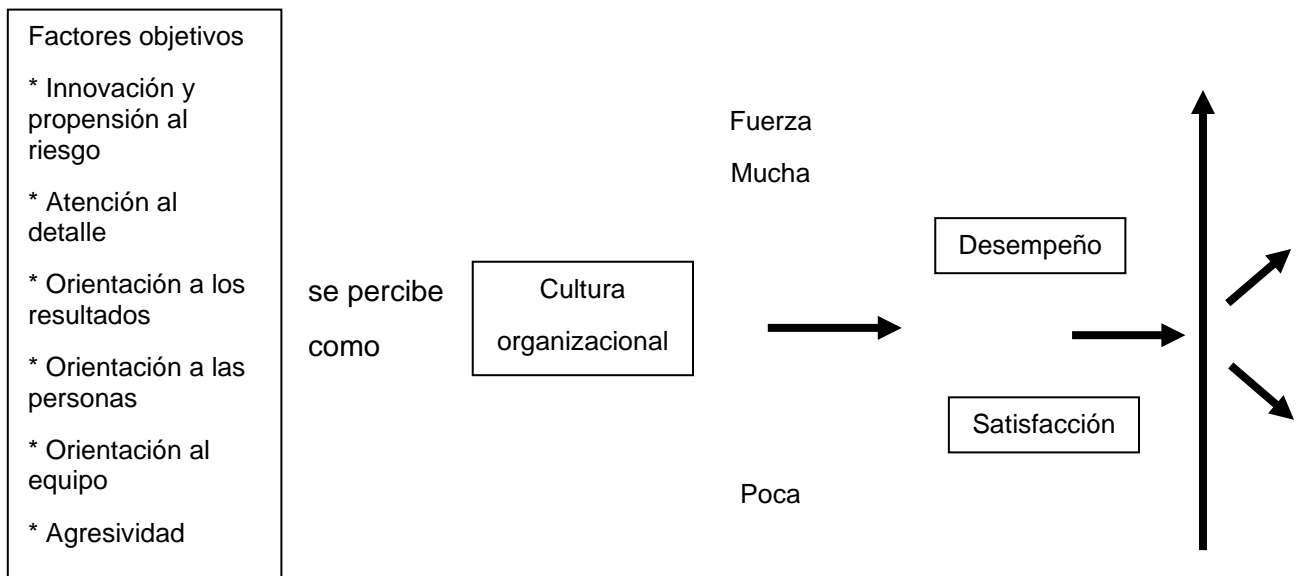 Factores objetivos
* Innovación y
propensión al
riesgo
* Atención al
detalle
* Orientación a los
resultados
* Orientación a las
personas
* Orientación al
equipo
* Agresividad
se percibe
como
Cultura
organizacional
Fuerza
Mucha
Poca
Desempeño
Satisfacción